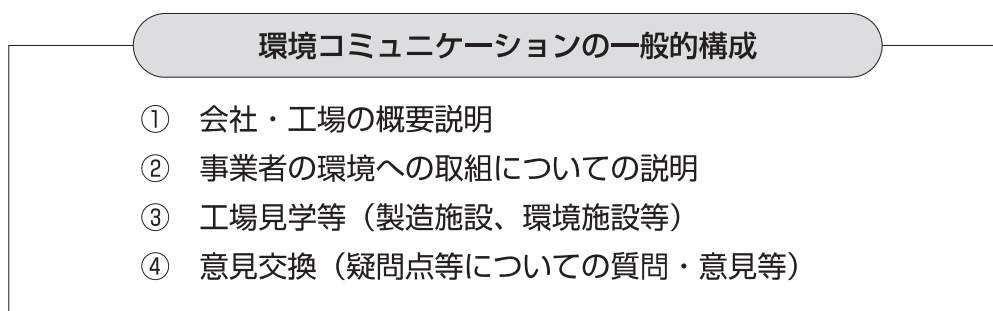 環境コミュニケーションの一般的構成
① 会社・工場の概要説明
② 事業者の環境への取組についての説明
③ 工場見学等（製造施設、環境施設等）
④ 意見交換（疑問点等についての質問・意見等）